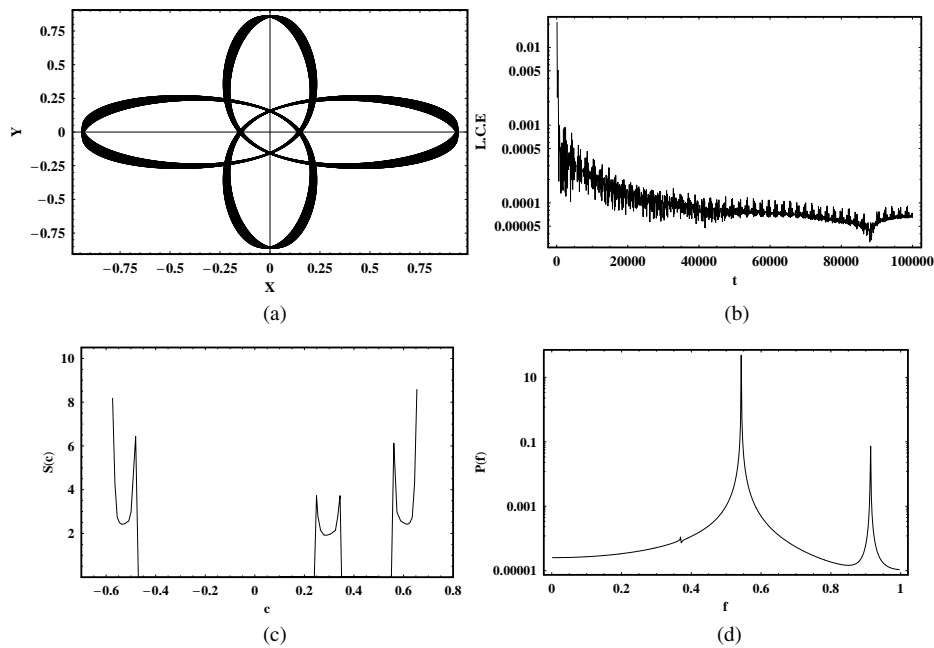 0.75
0.5
0.25
0
−0.25
−0.5
−0.75
Y
−0.75 −0.5 −0.25 0 0.25 0.5 0.75
X
(a)
0.01
0.005
0.001
0.0005
0.0001
0.00005
L.C.E
0 20000 40000 60000 80000 100000
t
(b)
10
8
6
4
2
S(c)
−0.6 −0.4 −0.2 0 0.2 0.4 0.6 0.8
c
(c)
10
0.1
0.001
0.00001
P(f)
0 0.2 0.4 0.6 0.8 1
f
(d)